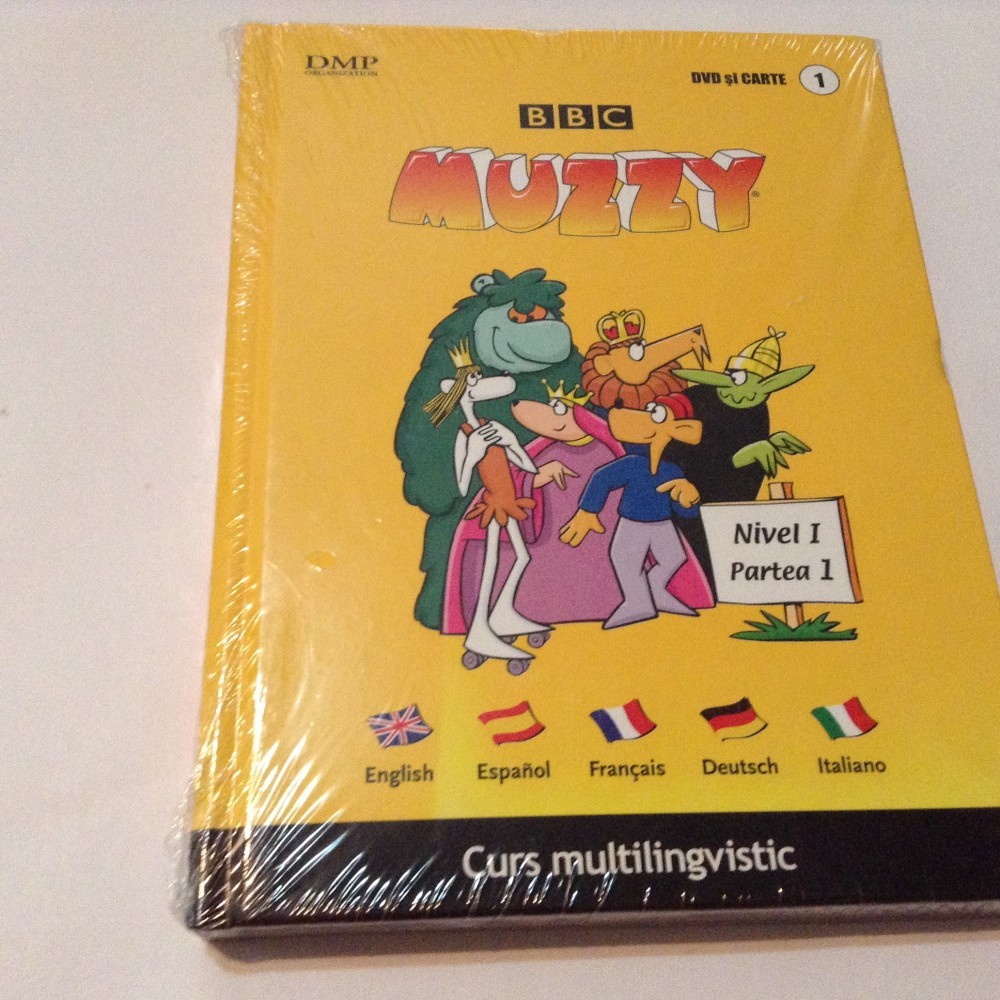 DMP
ORGANIZATION
DVD și CARTE 1
BBC
MUZZY®
Nivel I
Partea 1
English Español Français Deutsch Italiano
Curs multilingvistic